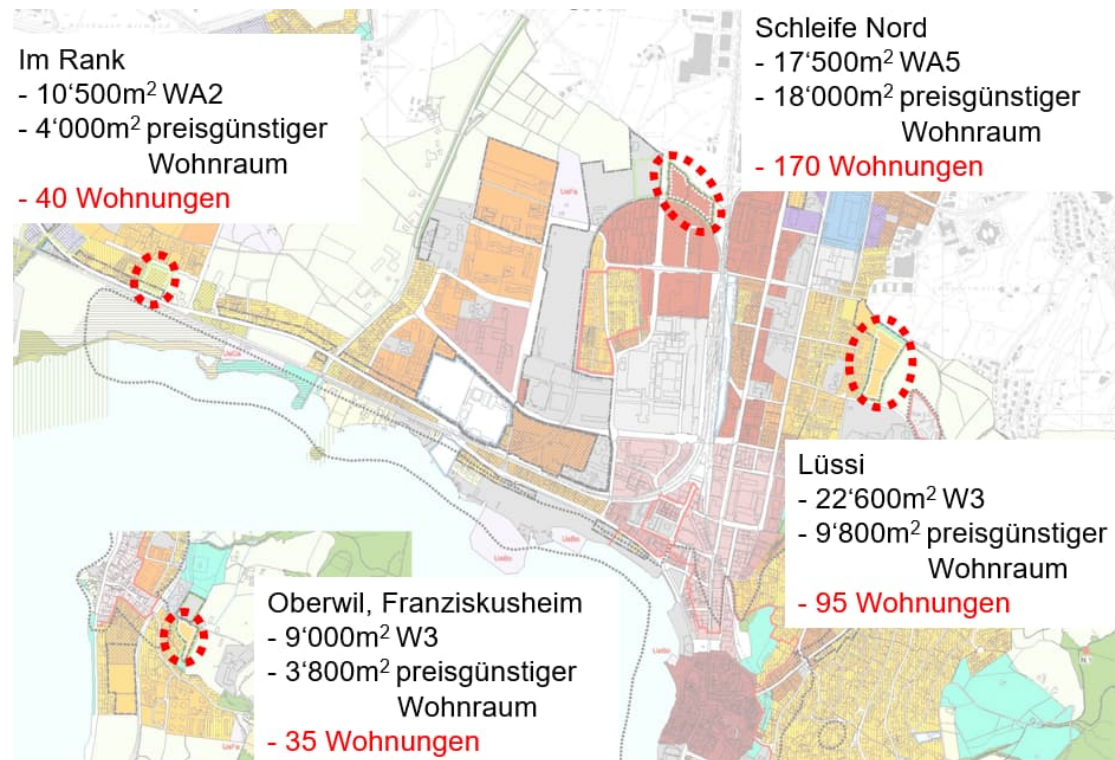 Im Rank
- 10‘500m² WA2
- 4‘000m² preisgünstiger
Wohnraum
- 40 Wohnungen
Schleife Nord
- 17‘500m² WA5
- 18‘000m² preisgünstiger
Wohnraum
- 170 Wohnungen
Lüssi
- 22‘600m² W3
- 9‘800m² preisgünstiger
Wohnraum
- 95 Wohnungen
Oberwil, Franziskusheim
- 9‘000m² W3
- 3‘800m² preisgünstiger
Wohnraum
- 35 Wohnungen